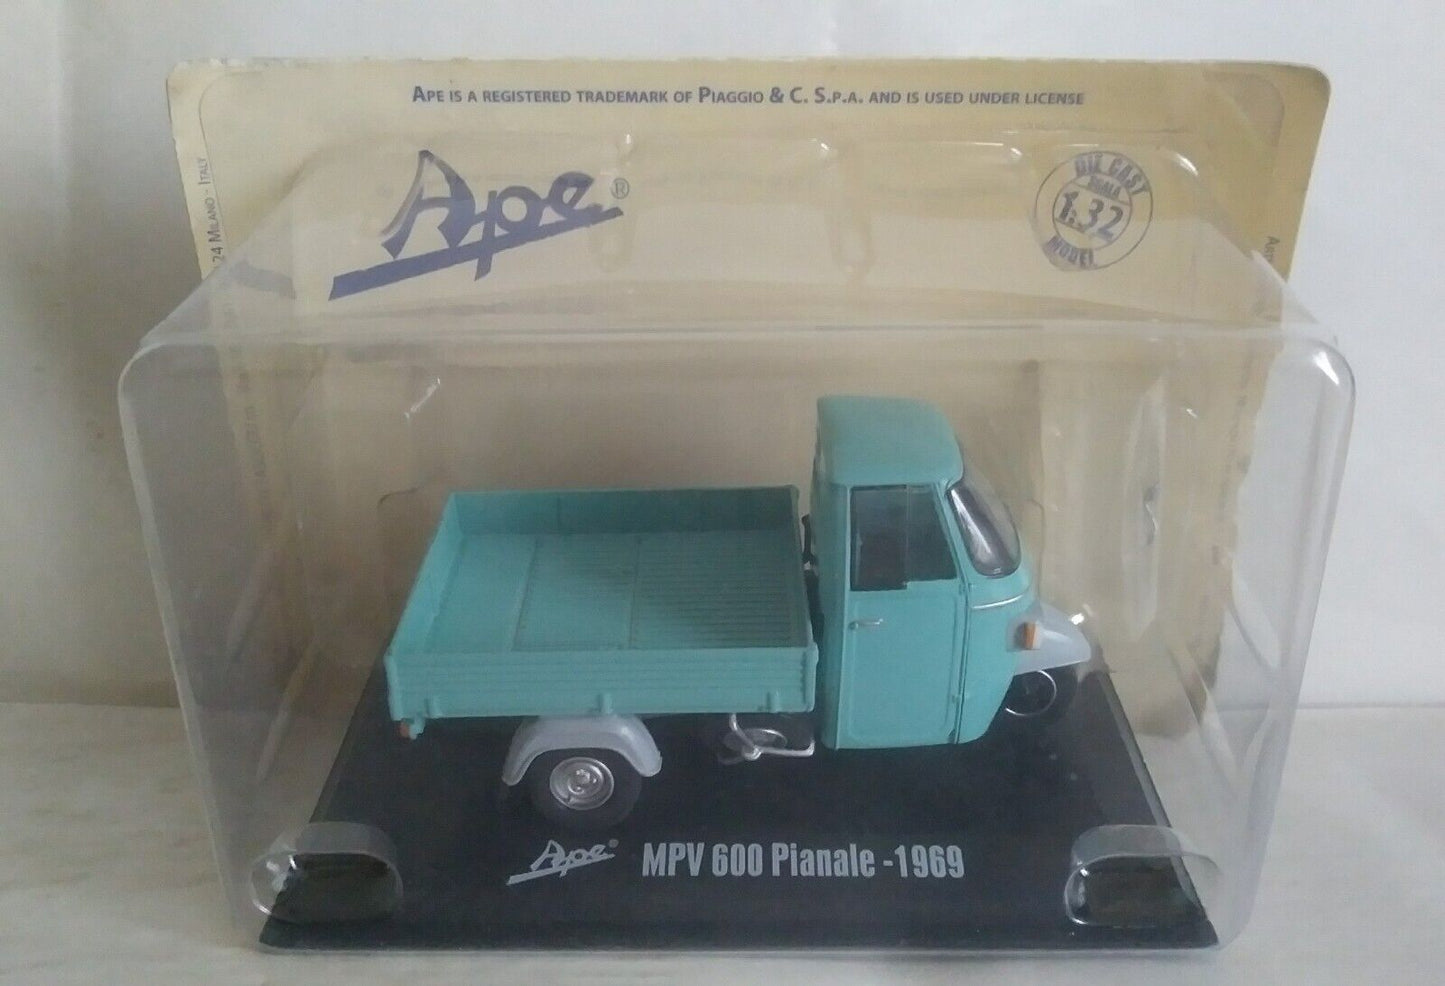 APE IS A REGISTERED TRADEMARK OF PIAGGIO & C. S.P.A. AND IS USED UNDER LICENSE
Ape®
DIE CAST
SCALA
1:32
MODEL
24 MILANO - ITALY
Ape® MPV 600 Pianale -1969